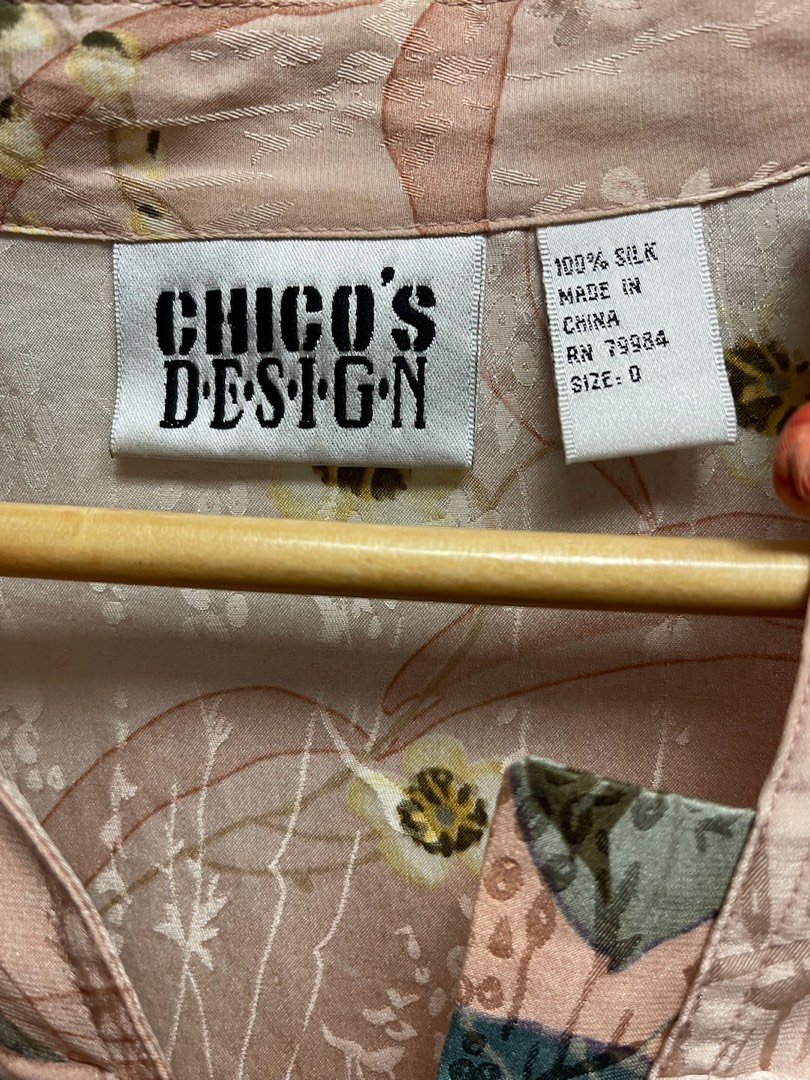 CHICO'S
D·E·S·I·G·N
100% SILK
MADE IN
CHINA
RN 79984
SIZE: 0